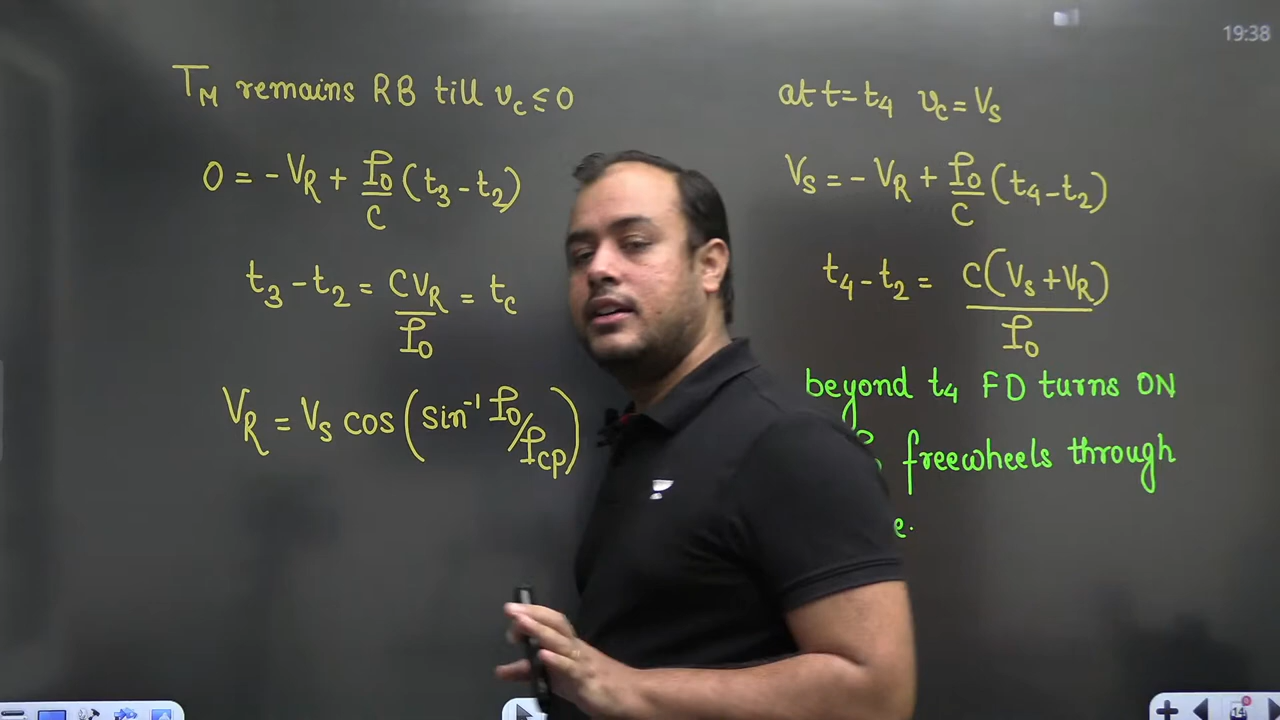 19:38
T_M remains RB till v_c ≤ 0
0 = -V_R + I_0/C (t_3 - t_2)
t_3 - t_2 = CV_R/I_0 = t_c
V_R = V_s cos(sin⁻¹ I_0/I_cp)
at t = t_4 v_c = V_s
V_s = -V_R + I_0/C (t_4 - t_2)
t_4 - t_2 = C(V_s + V_R)/I_0
beyond t_4 FD turns ON
freewheels through
14